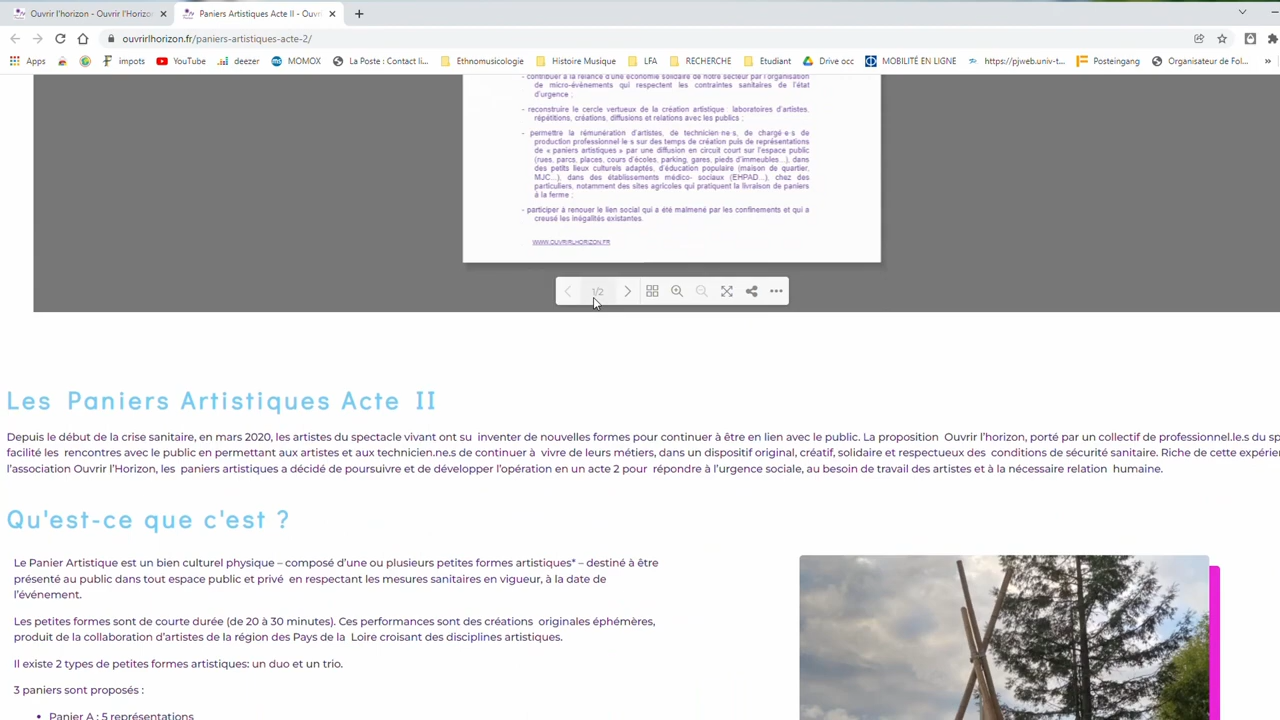 Ouvrir l'horizon - Ouvrir l'Horizon
Paniers Artistiques Acte II - Ouvri
ouvrirlhorizon.fr/paniers-artistiques-acte-2/
Apps
impots
YouTube
deezer
MOMOX
La Poste : Contact li...
Ethnomusicologie
Histoire Musique
LFA
RECHERCHE
Etudiant
Drive occ
MOBILITÉ EN LIGNE
https://pjweb.univ-t...
Posteingang
Organisateur de Fol...
»
- contribuer à la relance d'une économie solidaire de notre secteur par l'organisation
de micro-évènements qui respectent les contraintes sanitaires de l'état
d'urgence ;
- reconstruire le cercle vertueux de la création artistique : laboratoires d'artistes,
répétitions, créations, diffusions et relations avec les publics ;
- permettre la rémunération d'artistes, de technicien·ne·s, de chargé·e·s de
production professionnel·le·s sur des temps de création puis de représentations
de « paniers artistiques » par une diffusion en circuit court sur l'espace public
(rues, parcs, places, cours d'écoles, parking, gares, pieds d'immeubles...), dans
des petits lieux culturels adaptés, d'éducation populaire (maison de quartier,
MJC...), dans des établissements médico- sociaux (EHPAD...), chez des
particuliers, notamment des sites agricoles qui pratiquent la livraison de paniers
à la ferme ;
- participer à renouer le lien social qui a été malmené par les confinements et qui a
creusé les inégalités existantes.
WWW.OUVRIRLHORIZON.FR
1/2
Les Paniers Artistiques Acte II
Depuis le début de la crise sanitaire, en mars 2020, les artistes du spectacle vivant ont su inventer de nouvelles formes pour continuer à être en lien avec le public. La proposition Ouvrir l'horizon, porté par un collectif de professionnel.le.s du sp
facilité les rencontres avec le public en permettant aux artistes et aux technicien.ne.s de continuer à vivre de leurs métiers, dans un dispositif original, créatif, solidaire et respectueux des conditions de sécurité sanitaire. Riche de cette expérien
l'association Ouvrir l'Horizon, les paniers artistiques a décidé de poursuivre et de développer l'opération en un acte 2 pour répondre à l'urgence sociale, au besoin de travail des artistes et à la nécessaire relation humaine.
Qu'est-ce que c'est ?
Le Panier Artistique est un bien culturel physique – composé d'une ou plusieurs petites formes artistiques* – destiné à être
présenté au public dans tout espace public et privé en respectant les mesures sanitaires en vigueur, à la date de
l'événement.
Les petites formes sont de courte durée (de 20 à 30 minutes). Ces performances sont des créations originales éphémères,
produit de la collaboration d'artistes de la région des Pays de la Loire croisant des disciplines artistiques.
Il existe 2 types de petites formes artistiques: un duo et un trio.
3 paniers sont proposés :
• Panier A : 5 représentations